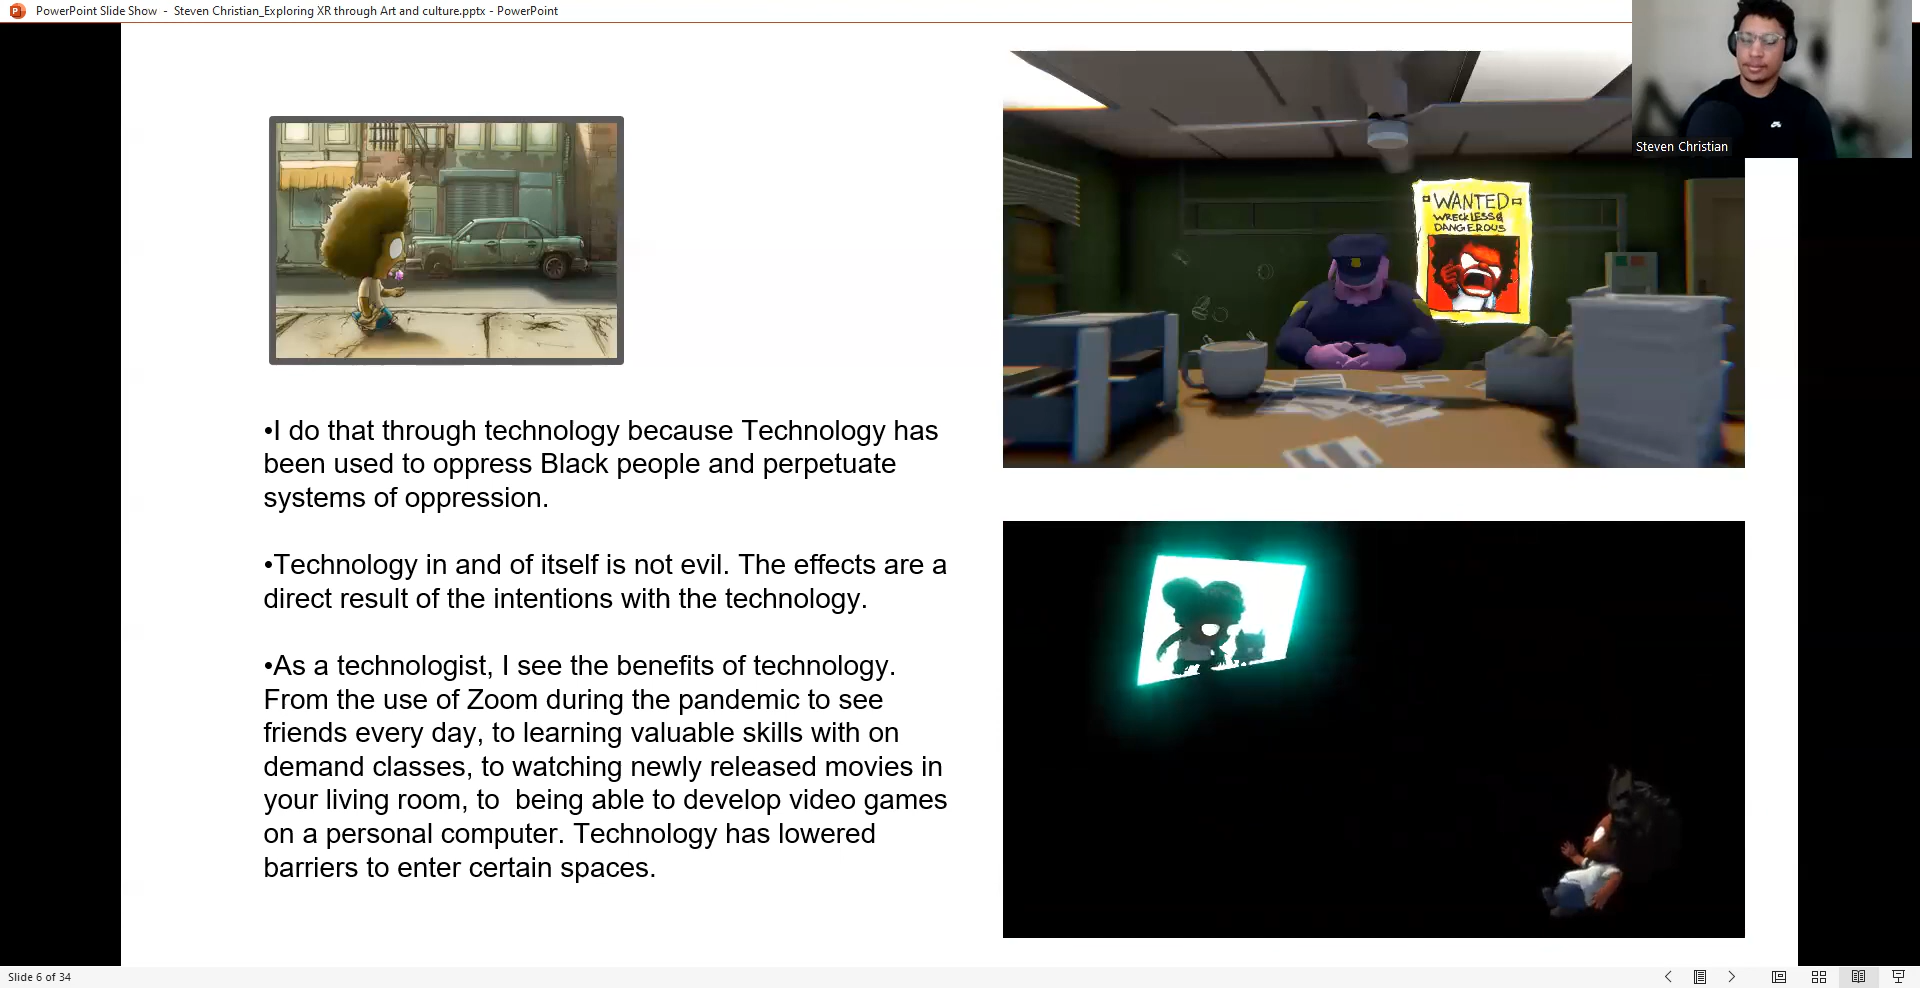 PowerPoint Slide Show - Steven Christian_Exploring XR through Art and culture.pptx - PowerPoint
Steven Christian
WANTED
WRECKLESS &
DANGEROUS
•I do that through technology because Technology has
been used to oppress Black people and perpetuate
systems of oppression.
•Technology in and of itself is not evil. The effects are a
direct result of the intentions with the technology.
•As a technologist, I see the benefits of technology.
From the use of Zoom during the pandemic to see
friends every day, to learning valuable skills with on
demand classes, to watching newly released movies in
your living room, to  being able to develop video games
on a personal computer. Technology has lowered
barriers to enter certain spaces.
Slide 6 of 34